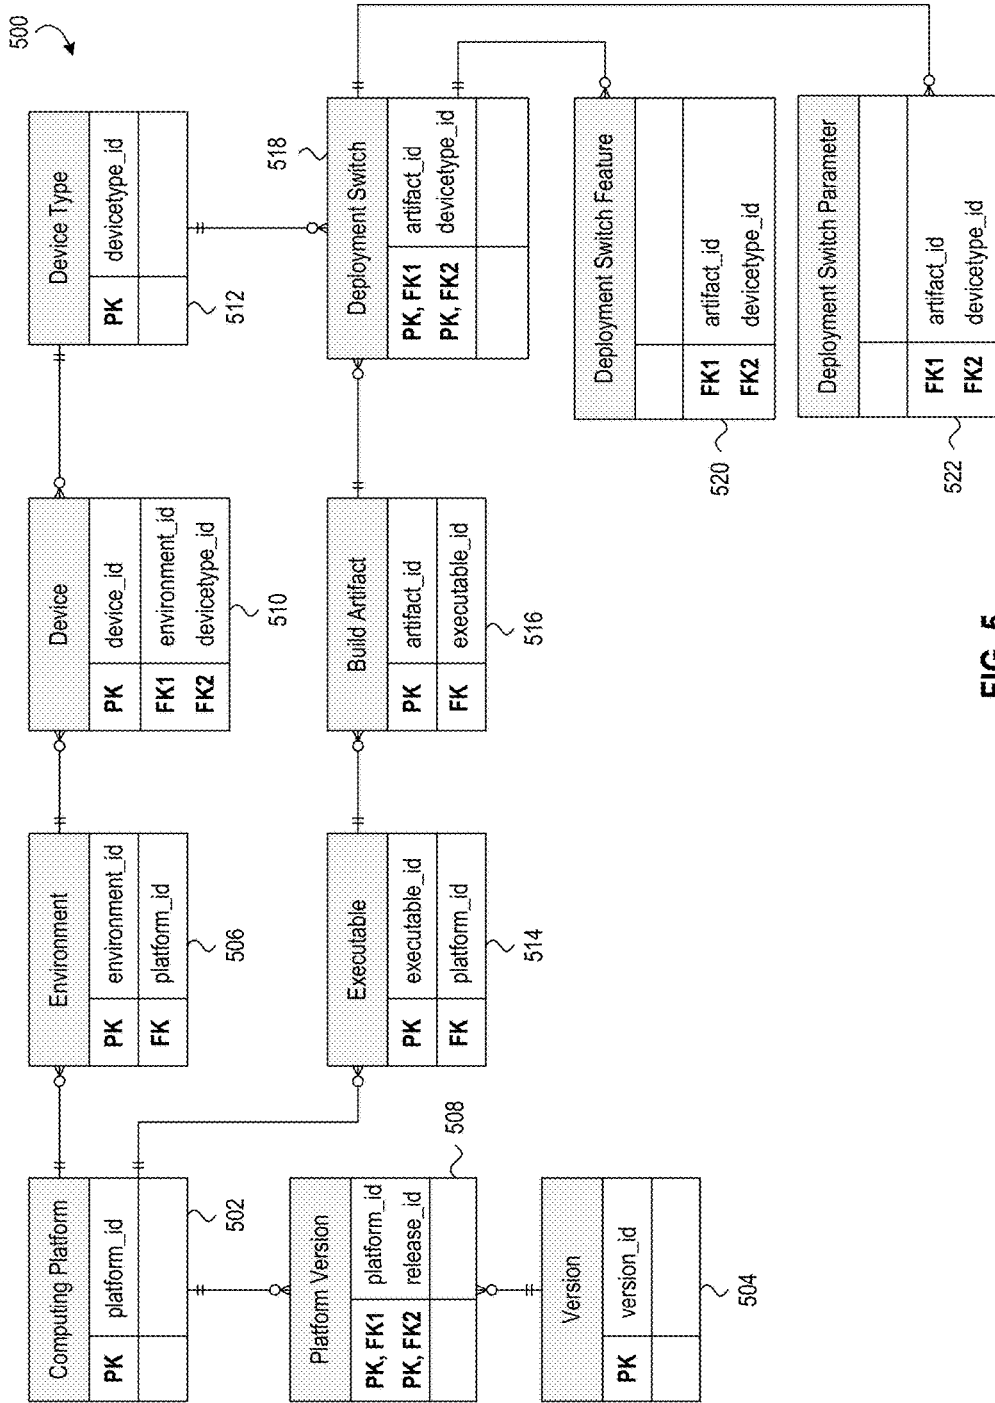 500
Computing Platform
PK platform_id
502
Environment
PK environment_id
FK platform_id
506
Device
PK device_id
FK1 environment_id
FK2 devicetype_id
510
Device Type
PK devicetype_id
512
Platform Version
PK, FK1 platform_id
PK, FK2 release_id
508
Executable
PK executable_id
FK platform_id
514
Build Artifact
PK artifact_id
FK executable_id
516
Deployment Switch
PK, FK1 artifact_id
PK, FK2 devicetype_id
518
Version
PK version_id
504
Deployment Switch Feature
FK1 artifact_id
FK2 devicetype_id
520
Deployment Switch Parameter
FK1 artifact_id
FK2 devicetype_id
522
FIG. 5